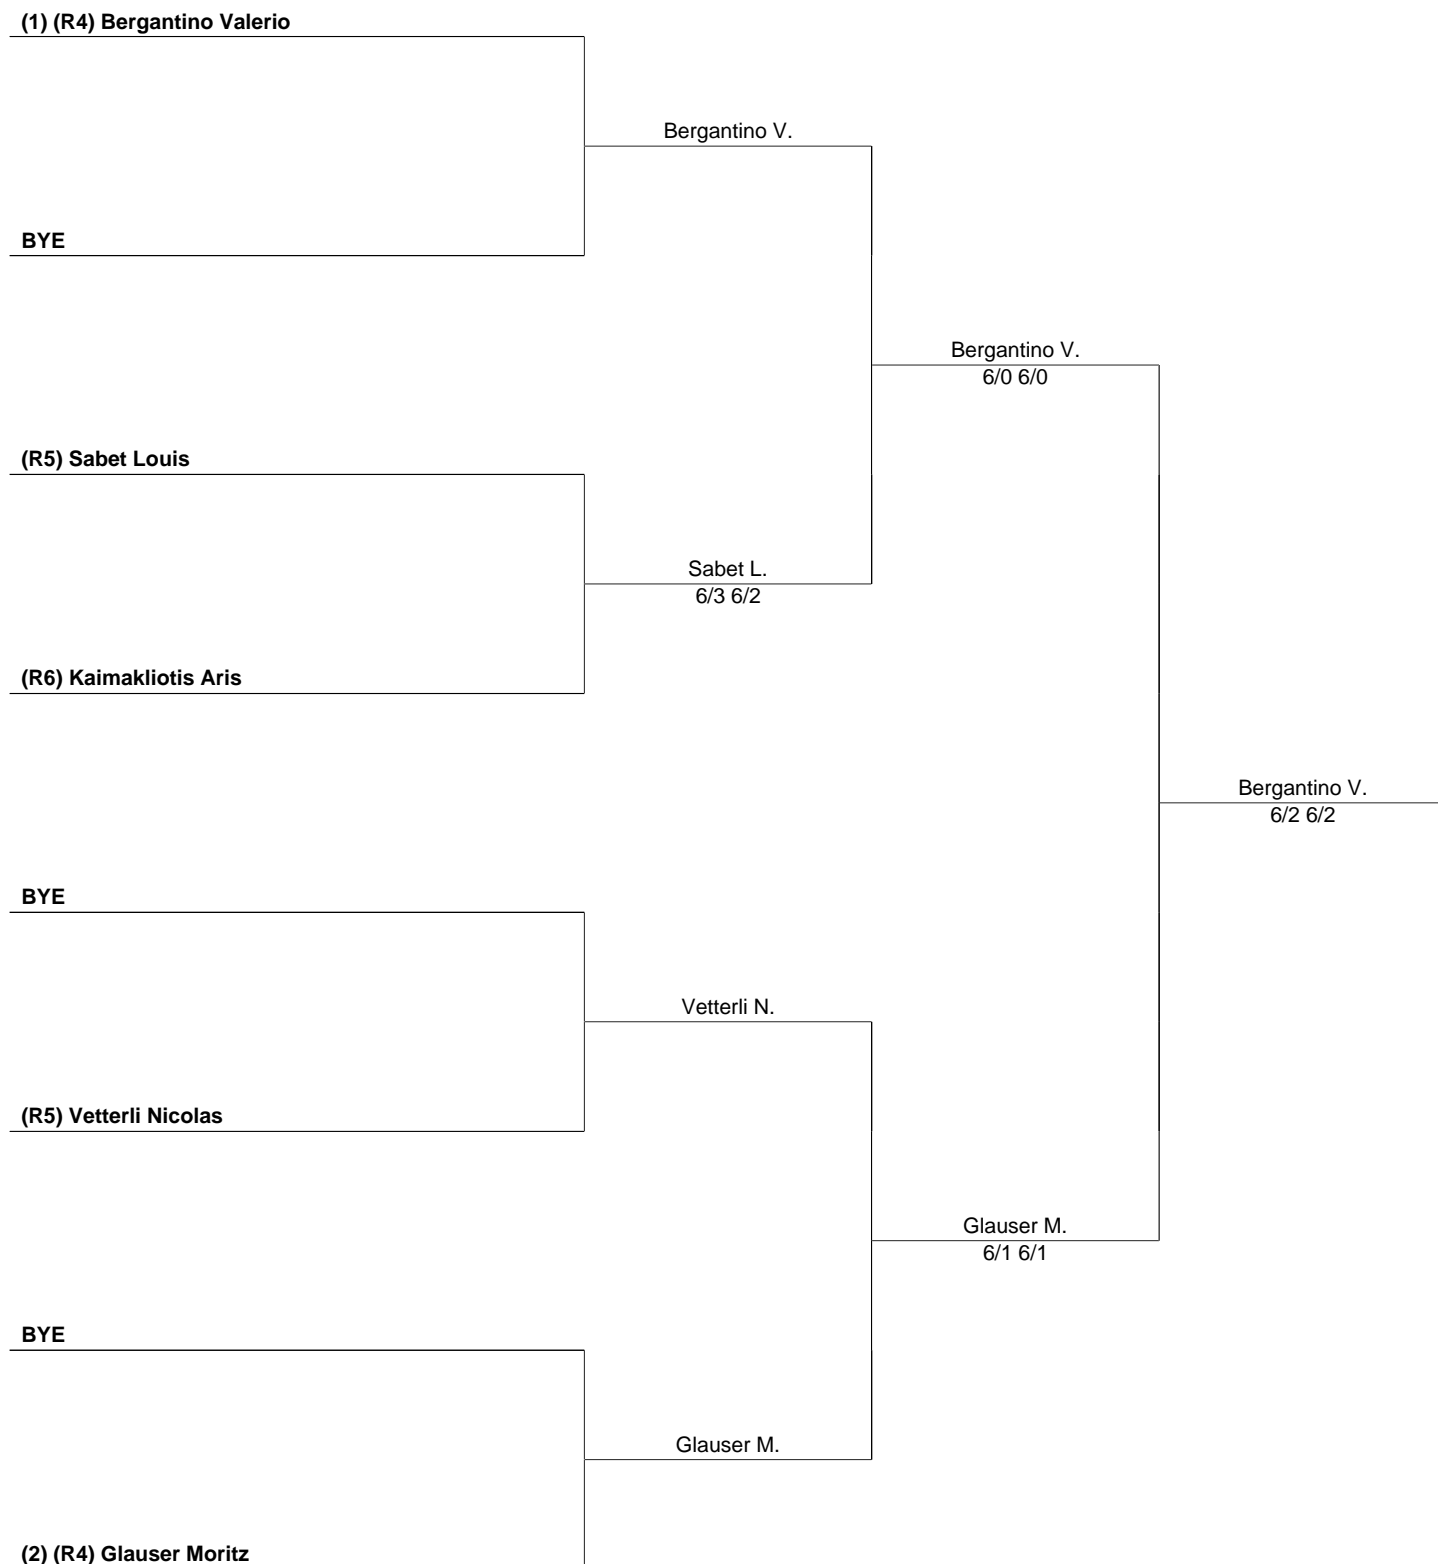 (1) (R4) Bergantino Valerio
Bergantino V.
BYE
Bergantino V.
6/0 6/0
(R5) Sabet Louis
Sabet L.
6/3 6/2
(R6) Kaimakliotis Aris
Bergantino V.
6/2 6/2
BYE
Vetterli N.
(R5) Vetterli Nicolas
Glauser M.
6/1 6/1
BYE
Glauser M.
(2) (R4) Glauser Moritz